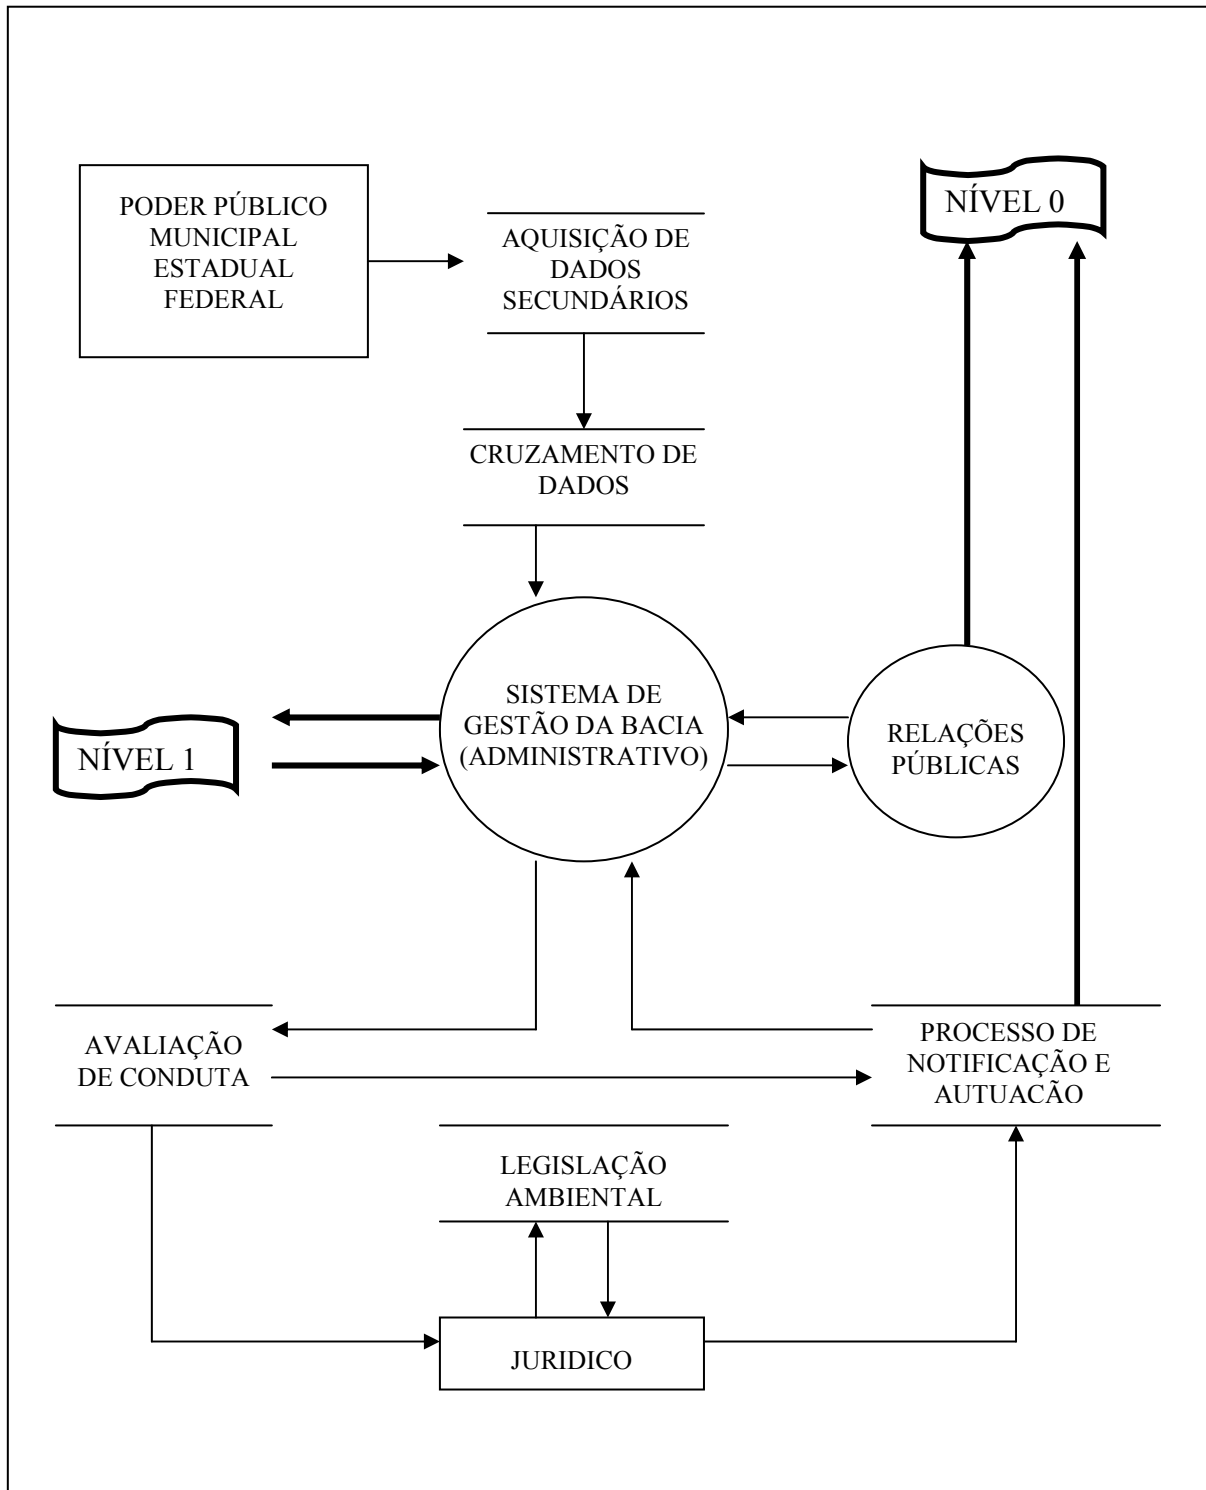 PODER PÚBLICO
MUNICIPAL
ESTADUAL
FEDERAL
AQUISIÇÃO DE
DADOS
SECUNDÁRIOS
NÍVEL 0
CRUZAMENTO DE
DADOS
SISTEMA DE
GESTÃO DA BACIA
(ADMINISTRATIVO)
NÍVEL 1
RELAÇÕES
PÚBLICAS
AVALIAÇÃO
DE CONDUTA
PROCESSO DE
NOTIFICAÇÃO E
AUTUAÇÃO
LEGISLAÇÃO
AMBIENTAL
JURIDICO